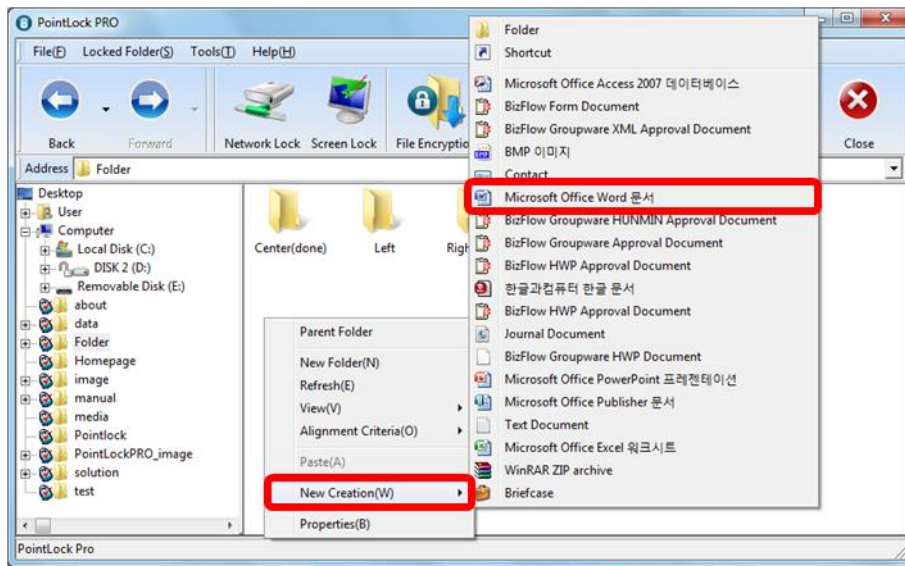 PointLock PRO
File(F) Locked Folder(S) Tools(T) Help(H)
Back
Forward
Network Lock
Screen Lock
File Encryptio
Close
Address Folder
Desktop
User
Computer
Local Disk (C:)
DISK 2 (D:)
Removable Disk (E:)
about
data
Folder
Homepage
image
manual
media
Pointlock
PointLockPRO_image
solution
test
Center(done)
Left
Righ
Parent Folder
New Folder(N)
Refresh(E)
View(V)
Alignment Criteria(O)
Paste(A)
New Creation(W)
Properties(B)
Folder
Shortcut
Microsoft Office Access 2007 데이터베이스
BizFlow Form Document
BizFlow Groupware XML Approval Document
BMP 이미지
Contact
Microsoft Office Word 문서
BizFlow Groupware HUNMIN Approval Document
BizFlow Groupware Approval Document
BizFlow HWP Approval Document
한글과컴퓨터 한글 문서
BizFlow HWP Approval Document
Journal Document
BizFlow Groupware HWP Document
Microsoft Office PowerPoint 프레젠테이션
Microsoft Office Publisher 문서
Text Document
Microsoft Office Excel 워크시트
WinRAR ZIP archive
Briefcase
PointLock Pro